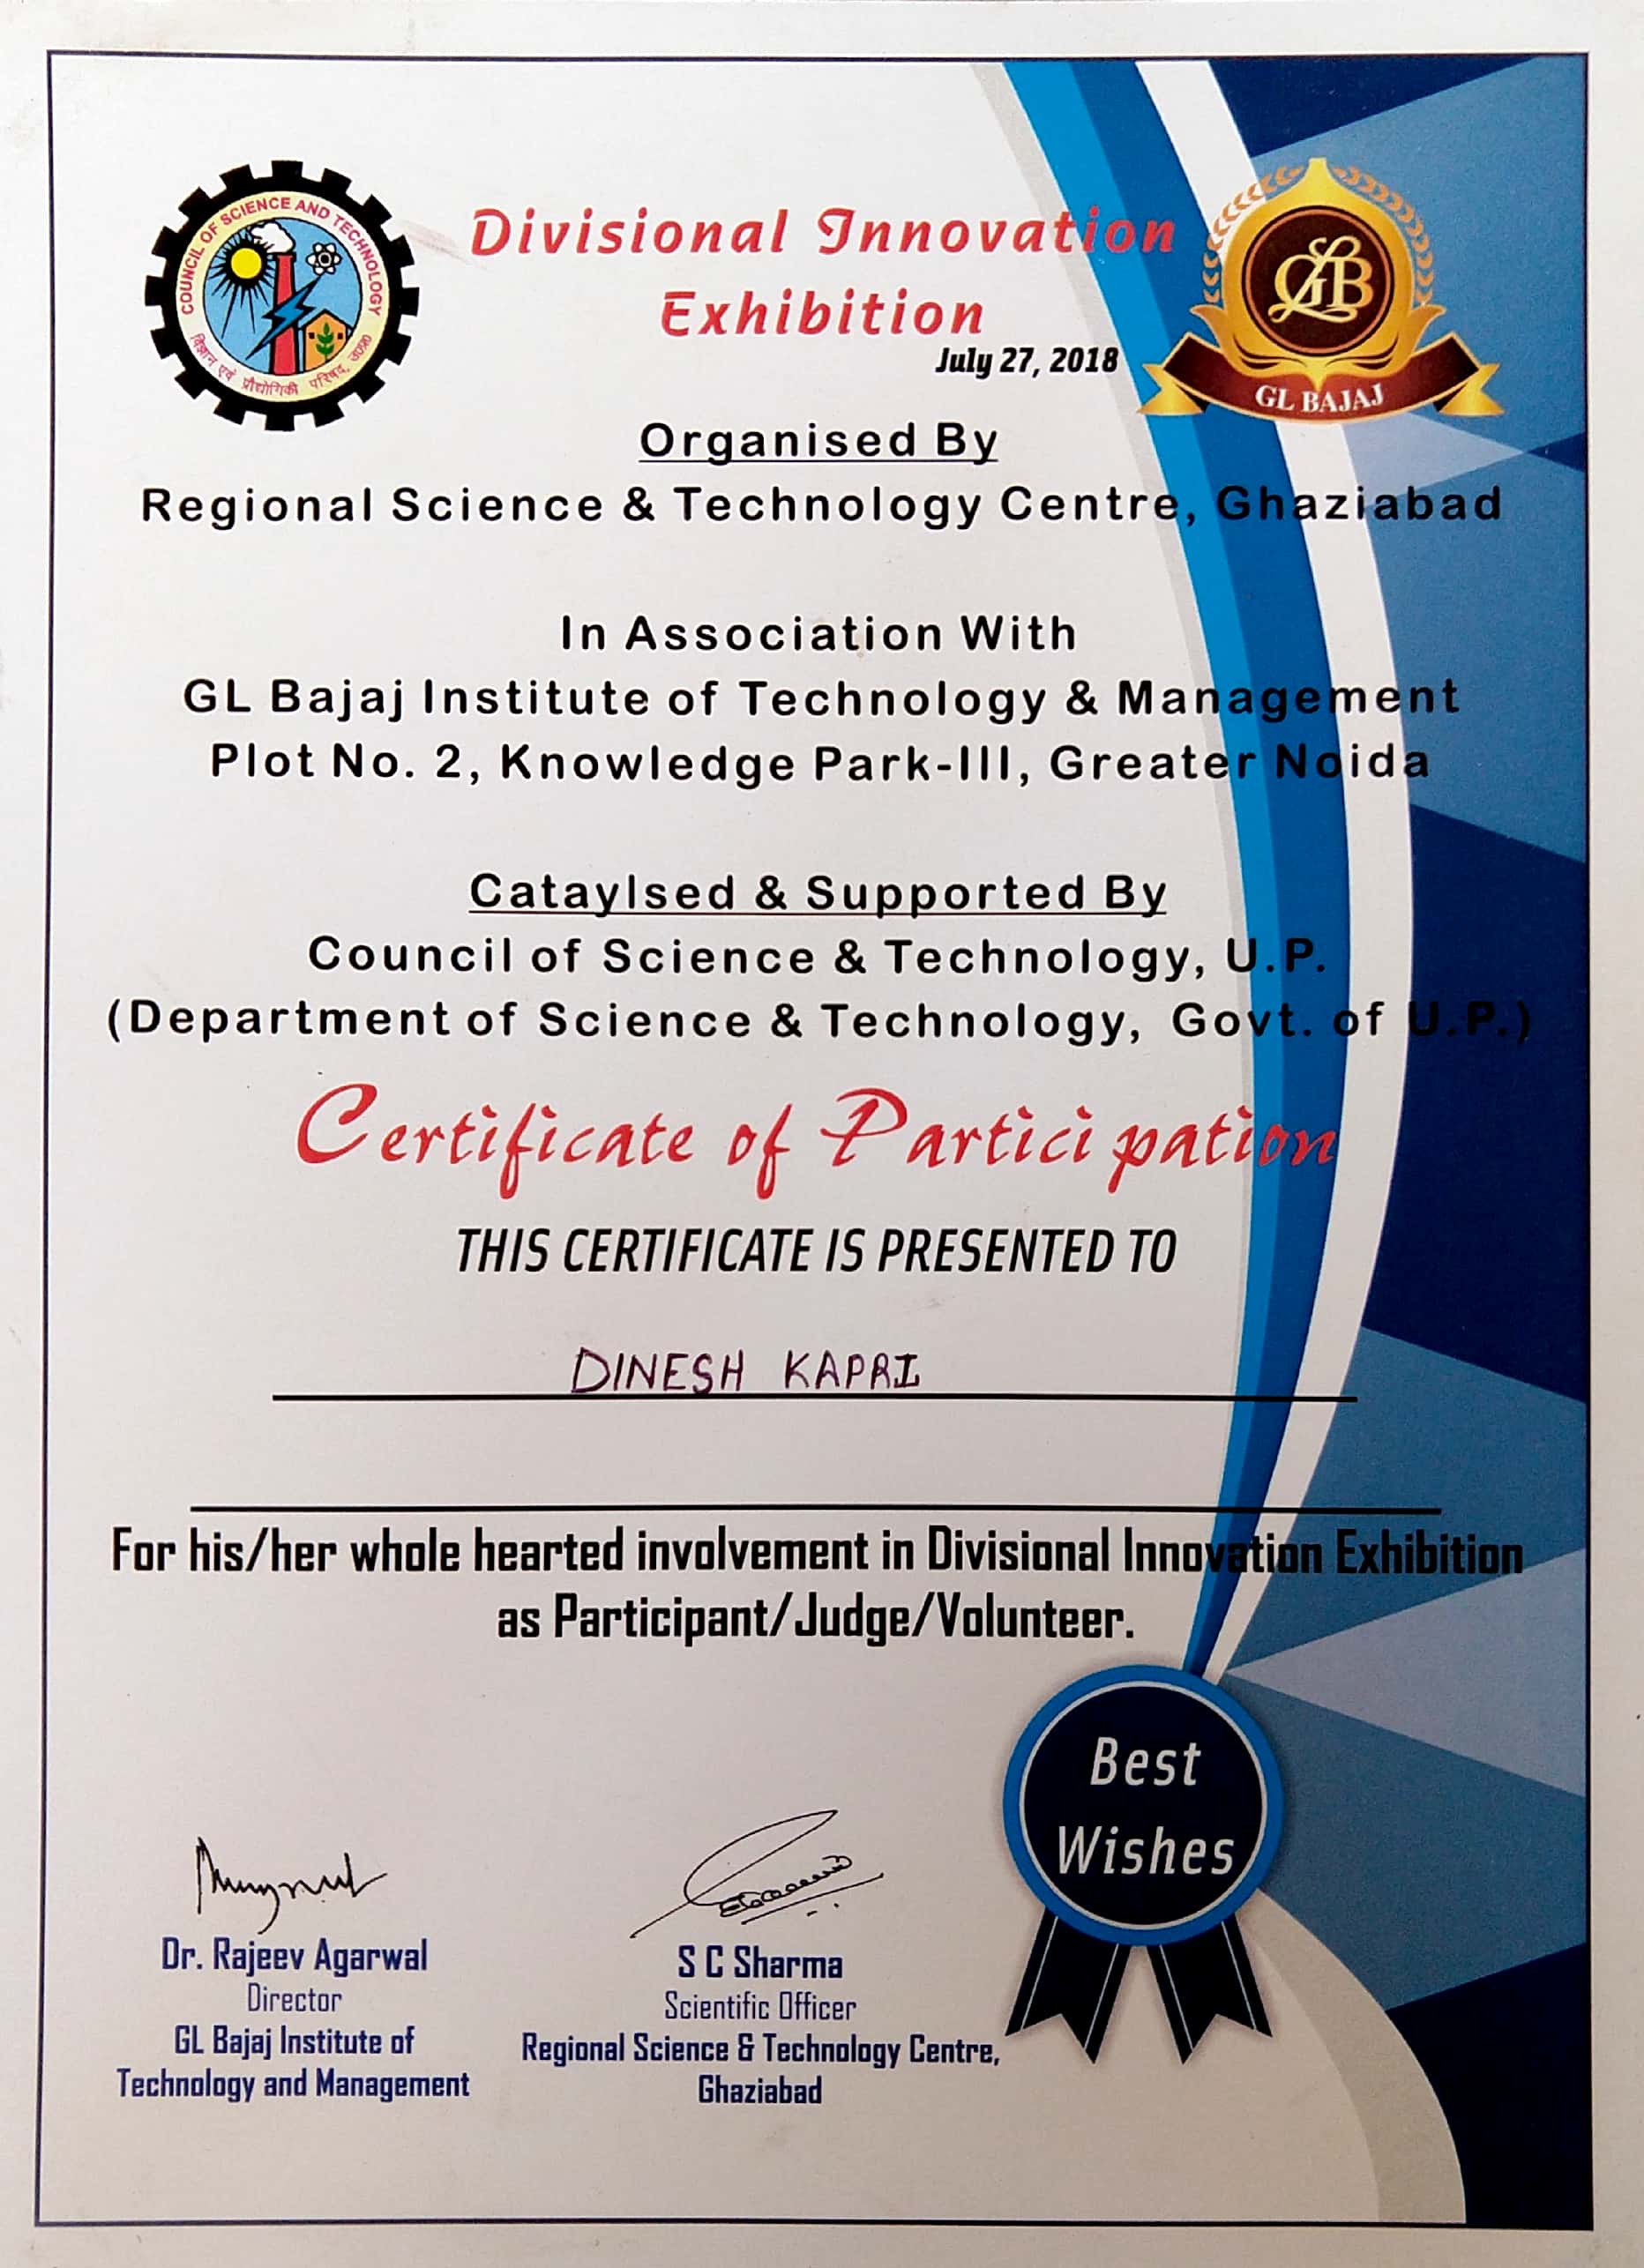 COUNCIL OF SCIENCE AND TECHNOLOGY
विज्ञान एवं प्रौद्योगिकी परिषद, उ०प्र०
Divisional Innovation
Exhibition
July 27, 2018
GLB
GL BAJAJ
Organised By
Regional Science & Technology Centre, Ghaziabad
In Association With
GL Bajaj Institute of Technology & Management
Plot No. 2, Knowledge Park-III, Greater Noida
Cataylsed & Supported By
Council of Science & Technology, U.P.
(Department of Science & Technology, Govt. of U.P.)
Certificate of Participation
THIS CERTIFICATE IS PRESENTED TO
DINESH KAPRI
For his/her whole hearted involvement in Divisional Innovation Exhibition
as Participant/Judge/Volunteer.
Best
Wishes
Dr. Rajeev Agarwal
Director
GL Bajaj Institute of
Technology and Management
S C Sharma
Scientific Officer
Regional Science & Technology Centre,
Ghaziabad